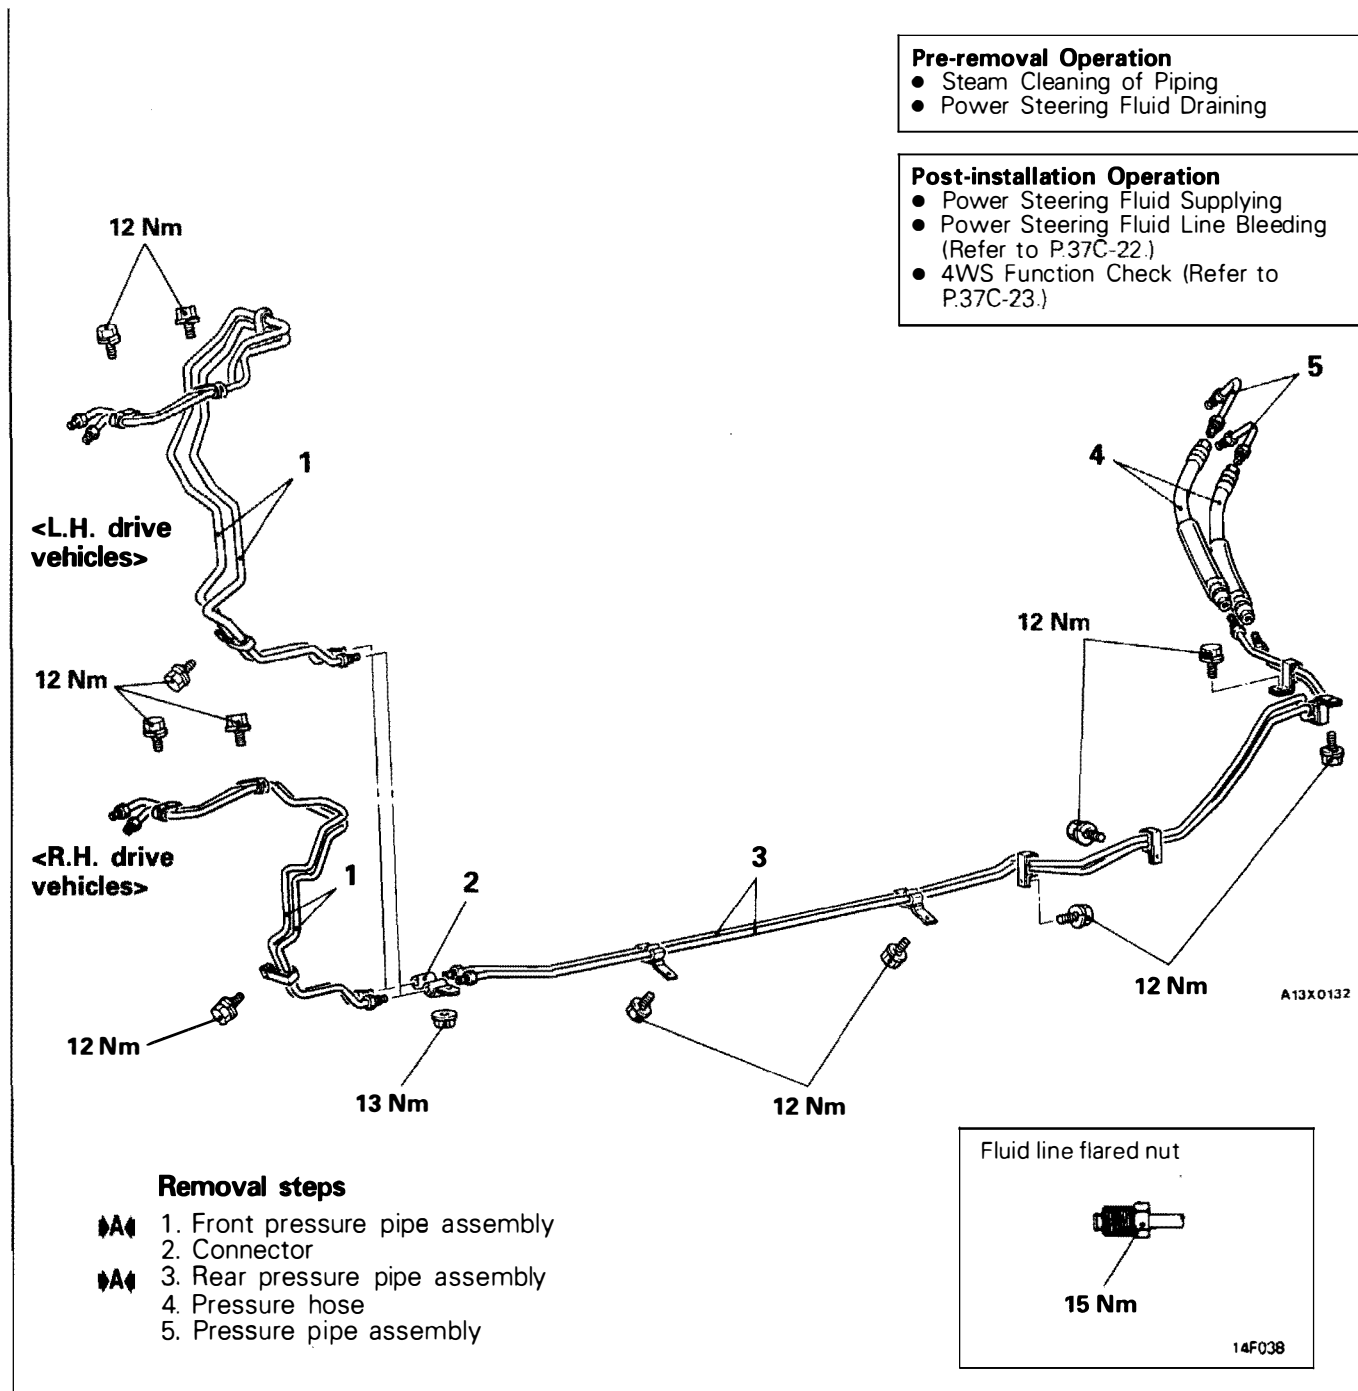 Pre-removal Operation
● Steam Cleaning of Piping
● Power Steering Fluid Draining
Post-installation Operation
● Power Steering Fluid Supplying
● Power Steering Fluid Line Bleeding
(Refer to P.37C-22.)
● 4WS Function Check (Refer to
P.37C-23.)
12 Nm
5
4
1
<L.H. drive
vehicles>
12 Nm
12 Nm
<R.H. drive
vehicles>
1
2
3
12 Nm
A13X0132
12 Nm
13 Nm
12 Nm
Fluid line flared nut
15 Nm
14F038
Removal steps
▶A◀ 1. Front pressure pipe assembly
2. Connector
▶A◀ 3. Rear pressure pipe assembly
4. Pressure hose
5. Pressure pipe assembly